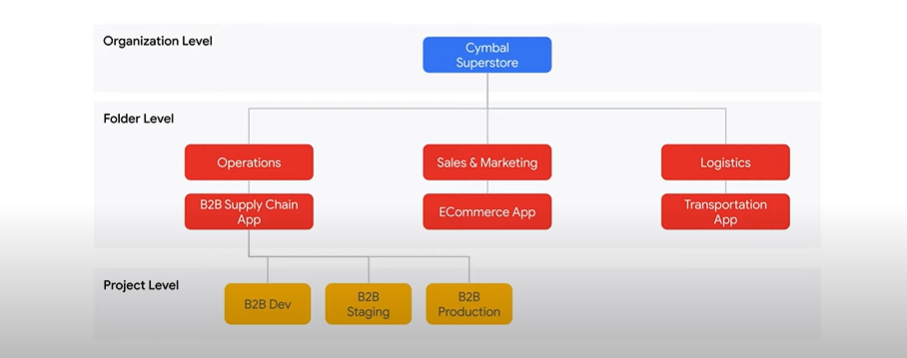 Organization Level
Cymbal
Superstore
Folder Level
Operations
Sales & Marketing
Logistics
B2B Supply Chain
App
ECommerce App
Transportation
App
Project Level
B2B Dev
B2B
Staging
B2B
Production